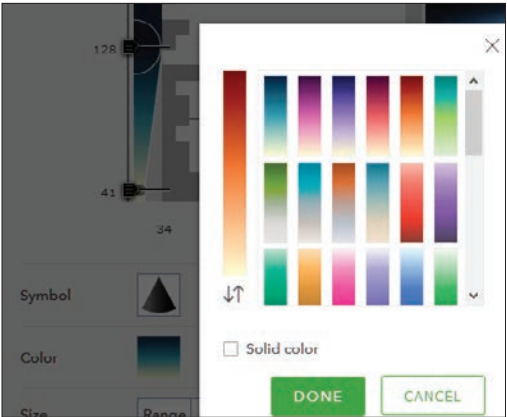 128
41
34
Symbol
Color
Solid color
Size Range
DONE CANCEL